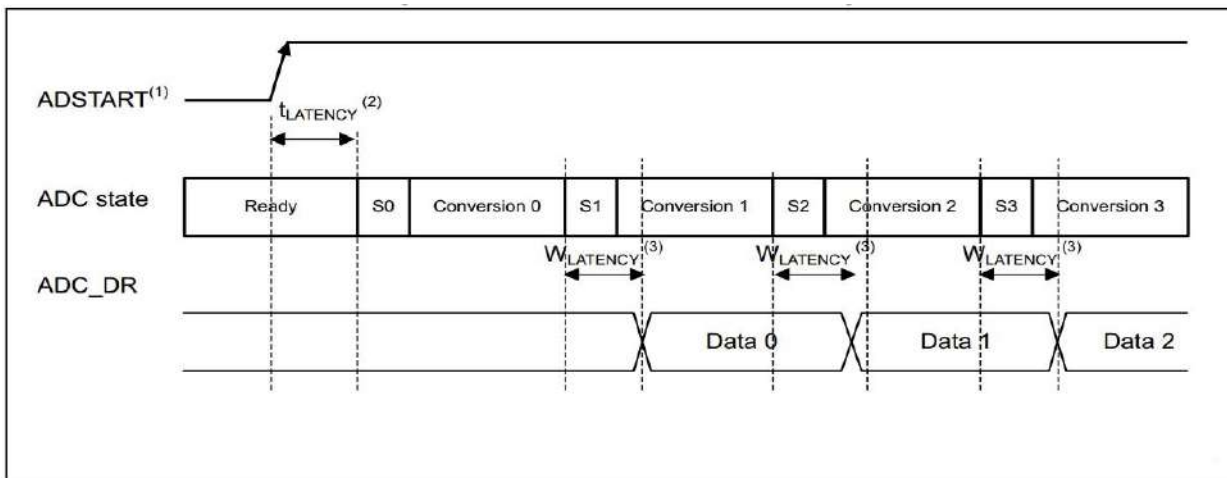 ADSTART(1)
tLATENCY(2)
ADC state
Ready S0 Conversion 0 S1 Conversion 1 S2 Conversion 2 S3 Conversion 3
WLATENCY(3) WLATENCY(3) WLATENCY(3)
ADC_DR
Data 0 Data 1 Data 2